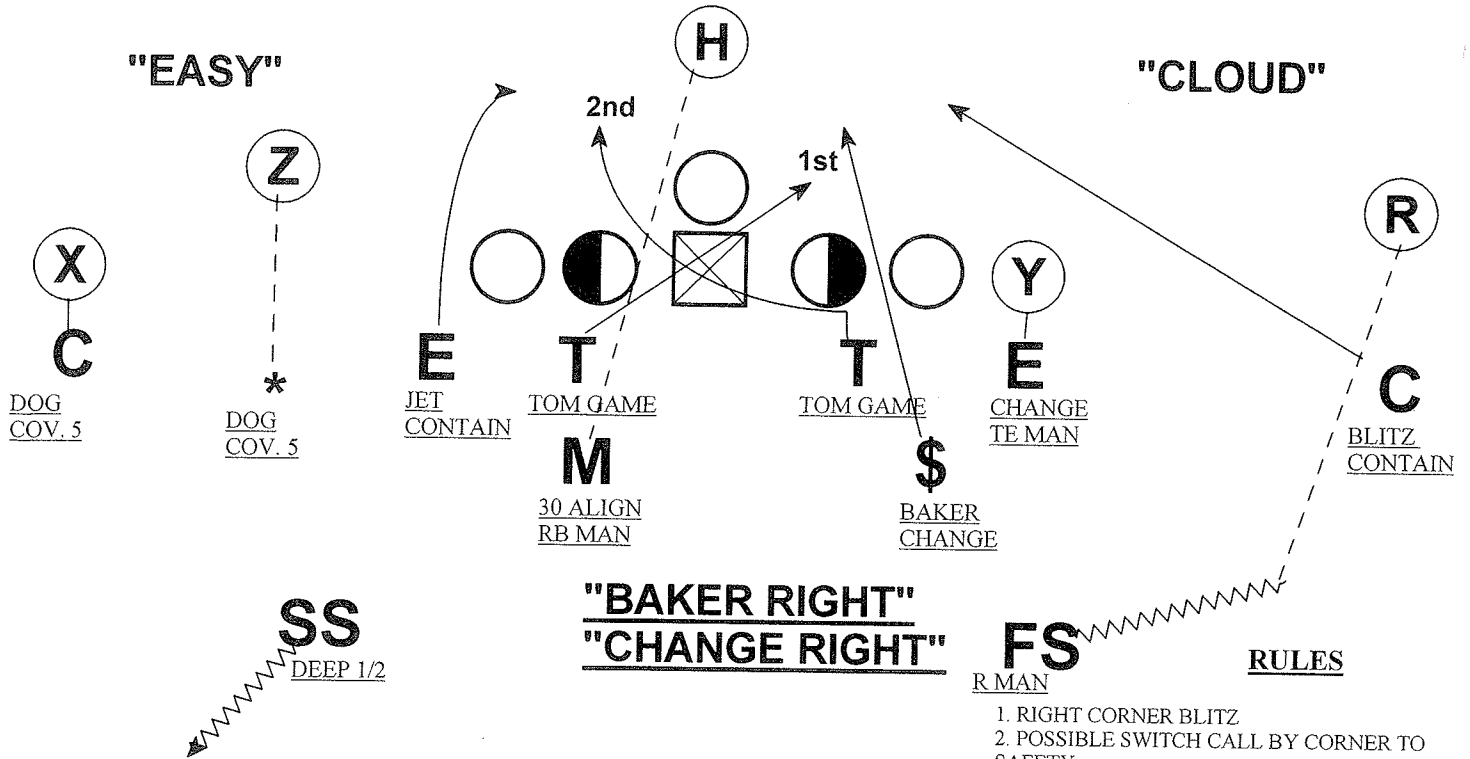 "EASY"
H
"CLOUD"
2nd
1st
Z
R
X
Y
C
*
E
T
T
E
C
DOG
COV. 5
DOG
COV. 5
JET
CONTAIN
TOM GAME
TOM GAME
CHANGE
TE MAN
BLITZ
CONTAIN
M
$
30 ALIGN
RB MAN
BAKER
CHANGE
SS
DEEP 1/2
"BAKER RIGHT"
"CHANGE RIGHT"
FS
R MAN
RULES
1. RIGHT CORNER BLITZ
2. POSSIBLE SWITCH CALL BY CORNER TO
SAFETY